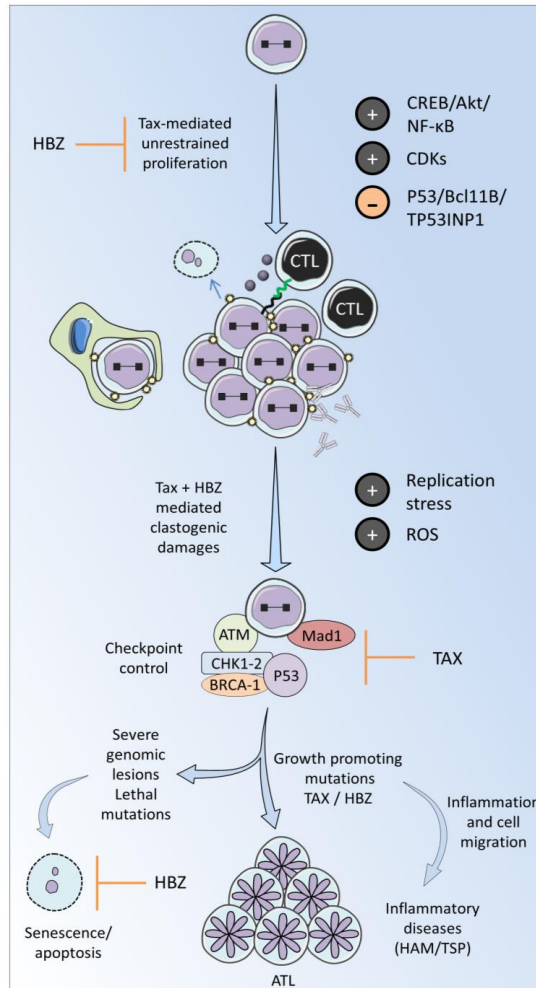 CREB/Akt/
NF-κB
CDKs
P53/Bcl11B/
TP53INP1
+
+
−
HBZ
Tax-mediated
unrestrained
proliferation
CTL
CTL
Tax + HBZ
mediated
clastogenic
damages
+
Replication
stress
+
ROS
Checkpoint
control
ATM
Mad1
CHK1-2
P53
BRCA-1
TAX
Severe
genomic
lesions
Lethal
mutations
Growth promoting
mutations
TAX / HBZ
Inflammation
and cell
migration
HBZ
Senescence/
apoptosis
ATL
Inflammatory
diseases
(HAM/TSP)